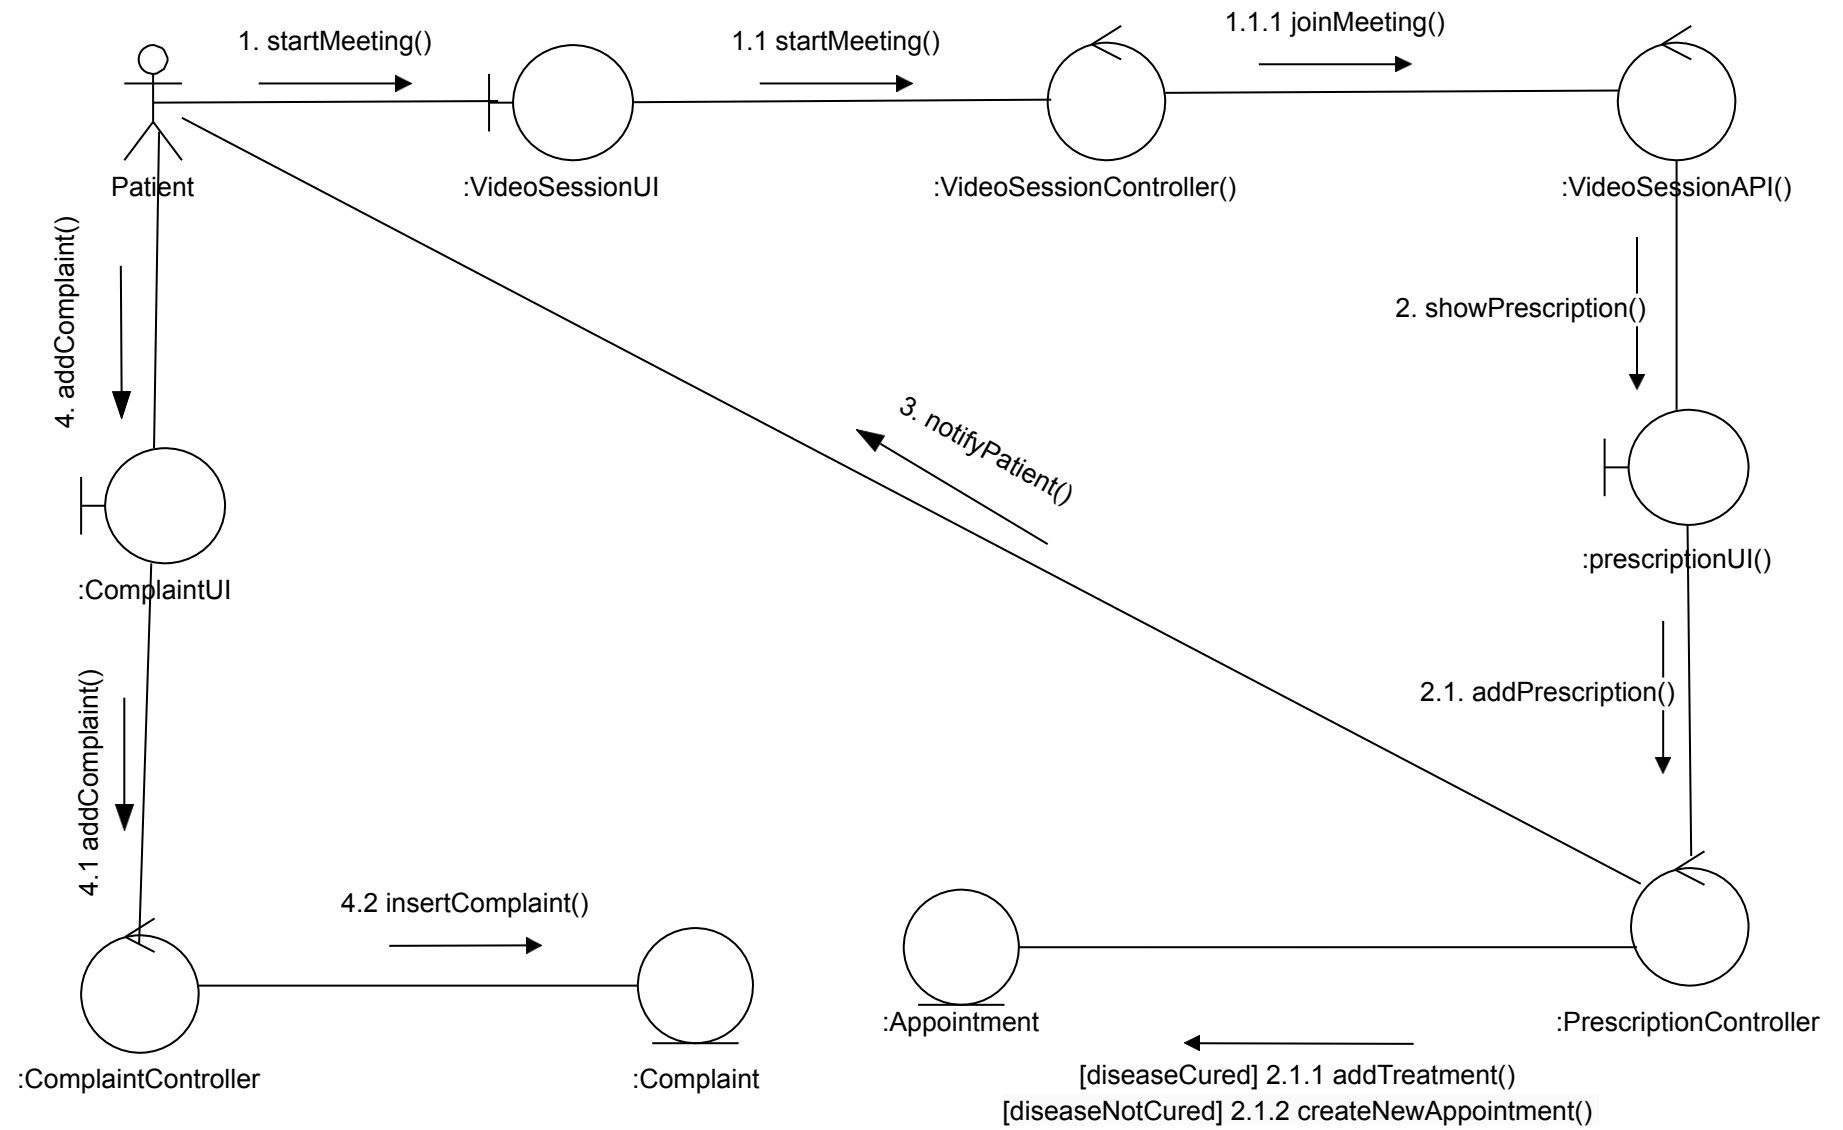 1. startMeeting()
1.1 startMeeting()
1.1.1 joinMeeting()
Patient
:VideoSessionUI
:VideoSessionController()
:VideoSessionAPI()
4. addComplaint()
2. showPrescription()
3. notifyPatient()
:prescriptionUI()
:ComplaintUI
4.1 addComplaint()
2.1. addPrescription()
4.2 insertComplaint()
:Appointment
:PrescriptionController
:ComplaintController
:Complaint
[diseaseCured] 2.1.1 addTreatment()
[diseaseNotCured] 2.1.2 createNewAppointment()